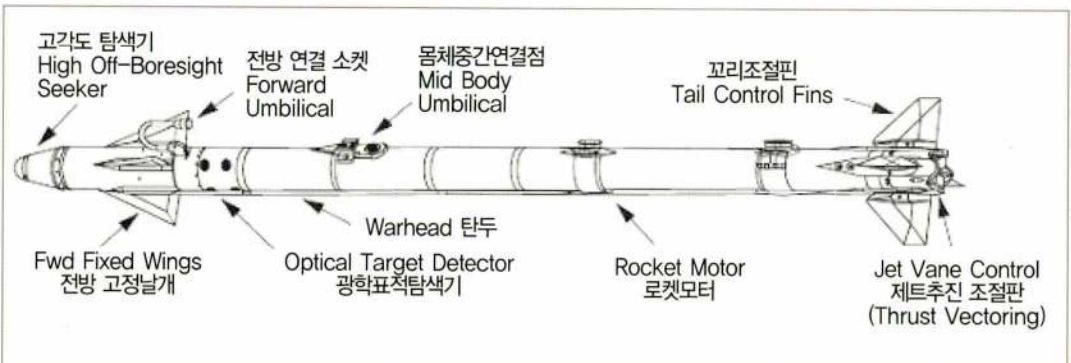 고각도 탐색기
High Off-Boresight
Seeker
전방 연결 소켓
Forward
Umbilical
몸체중간연결점
Mid Body
Umbilical
꼬리조절핀
Tail Control Fins
Fwd Fixed Wings
전방 고정날개
Warhead 탄두
Optical Target Detector
광학표적탐색기
Rocket Motor
로켓모터
Jet Vane Control
제트추진 조절판
(Thrust Vectoring)